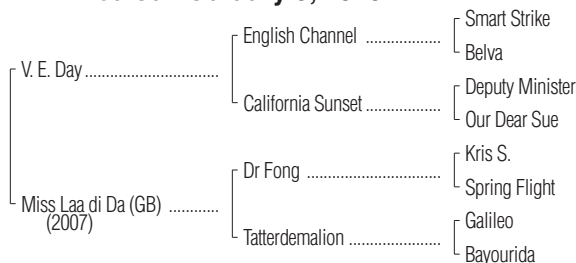 Smart Strike
English Channel ..................
Belva
V. E. Day ................................
Deputy Minister
California Sunset ..................
Our Dear Sue
Kris S.
Dr Fong ................................
Spring Flight
Miss Laa di Da (GB) ............
(2007)
Galileo
Tatterdemalion ......................
Bayourida